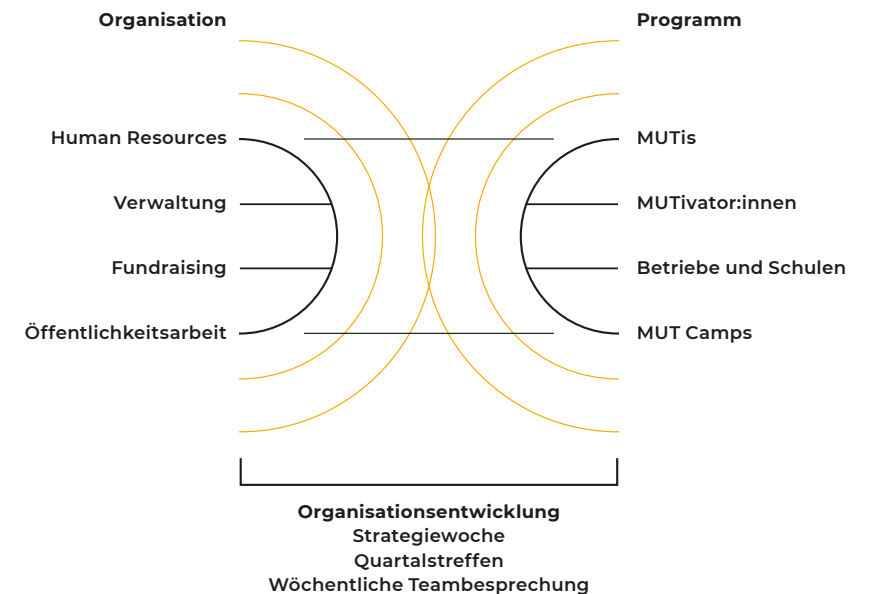 Organisation
Human Resources
Verwaltung
Fundraising
Öffentlichkeitsarbeit
Programm
MUTis
MUTivator:innen
Betriebe und Schulen
MUT Camps
Organisationsentwicklung
Strategiewoche
Quartalstreffen
Wöchentliche Teambesprechung